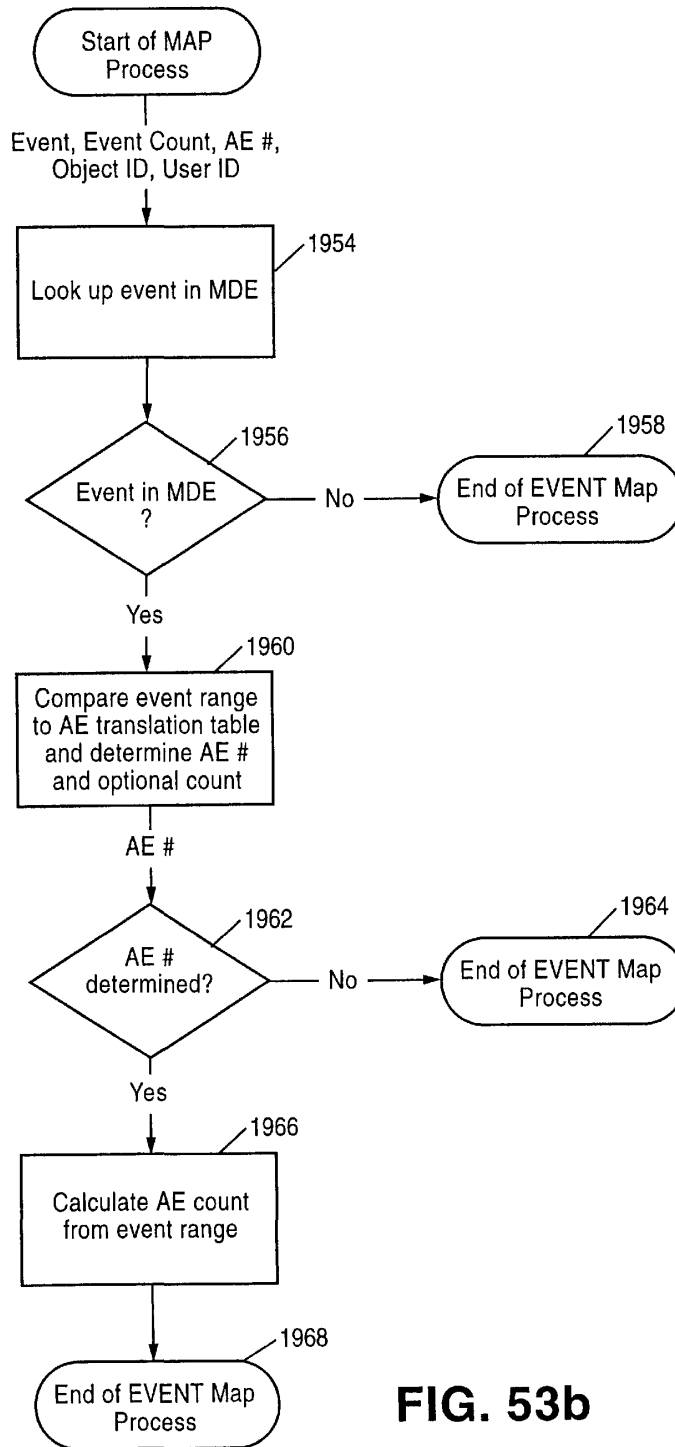 Start of MAP
Process
Event, Event Count, AE #,
Object ID, User ID
1954
Look up event in MDE
1956
Event in MDE
?
No
1958
End of EVENT Map
Process
Yes
1960
Compare event range
to AE translation table
and determine AE #
and optional count
AE #
1962
AE #
determined?
No
1964
End of EVENT Map
Process
Yes
1966
Calculate AE count
from event range
1968
End of EVENT Map
Process
FIG. 53b